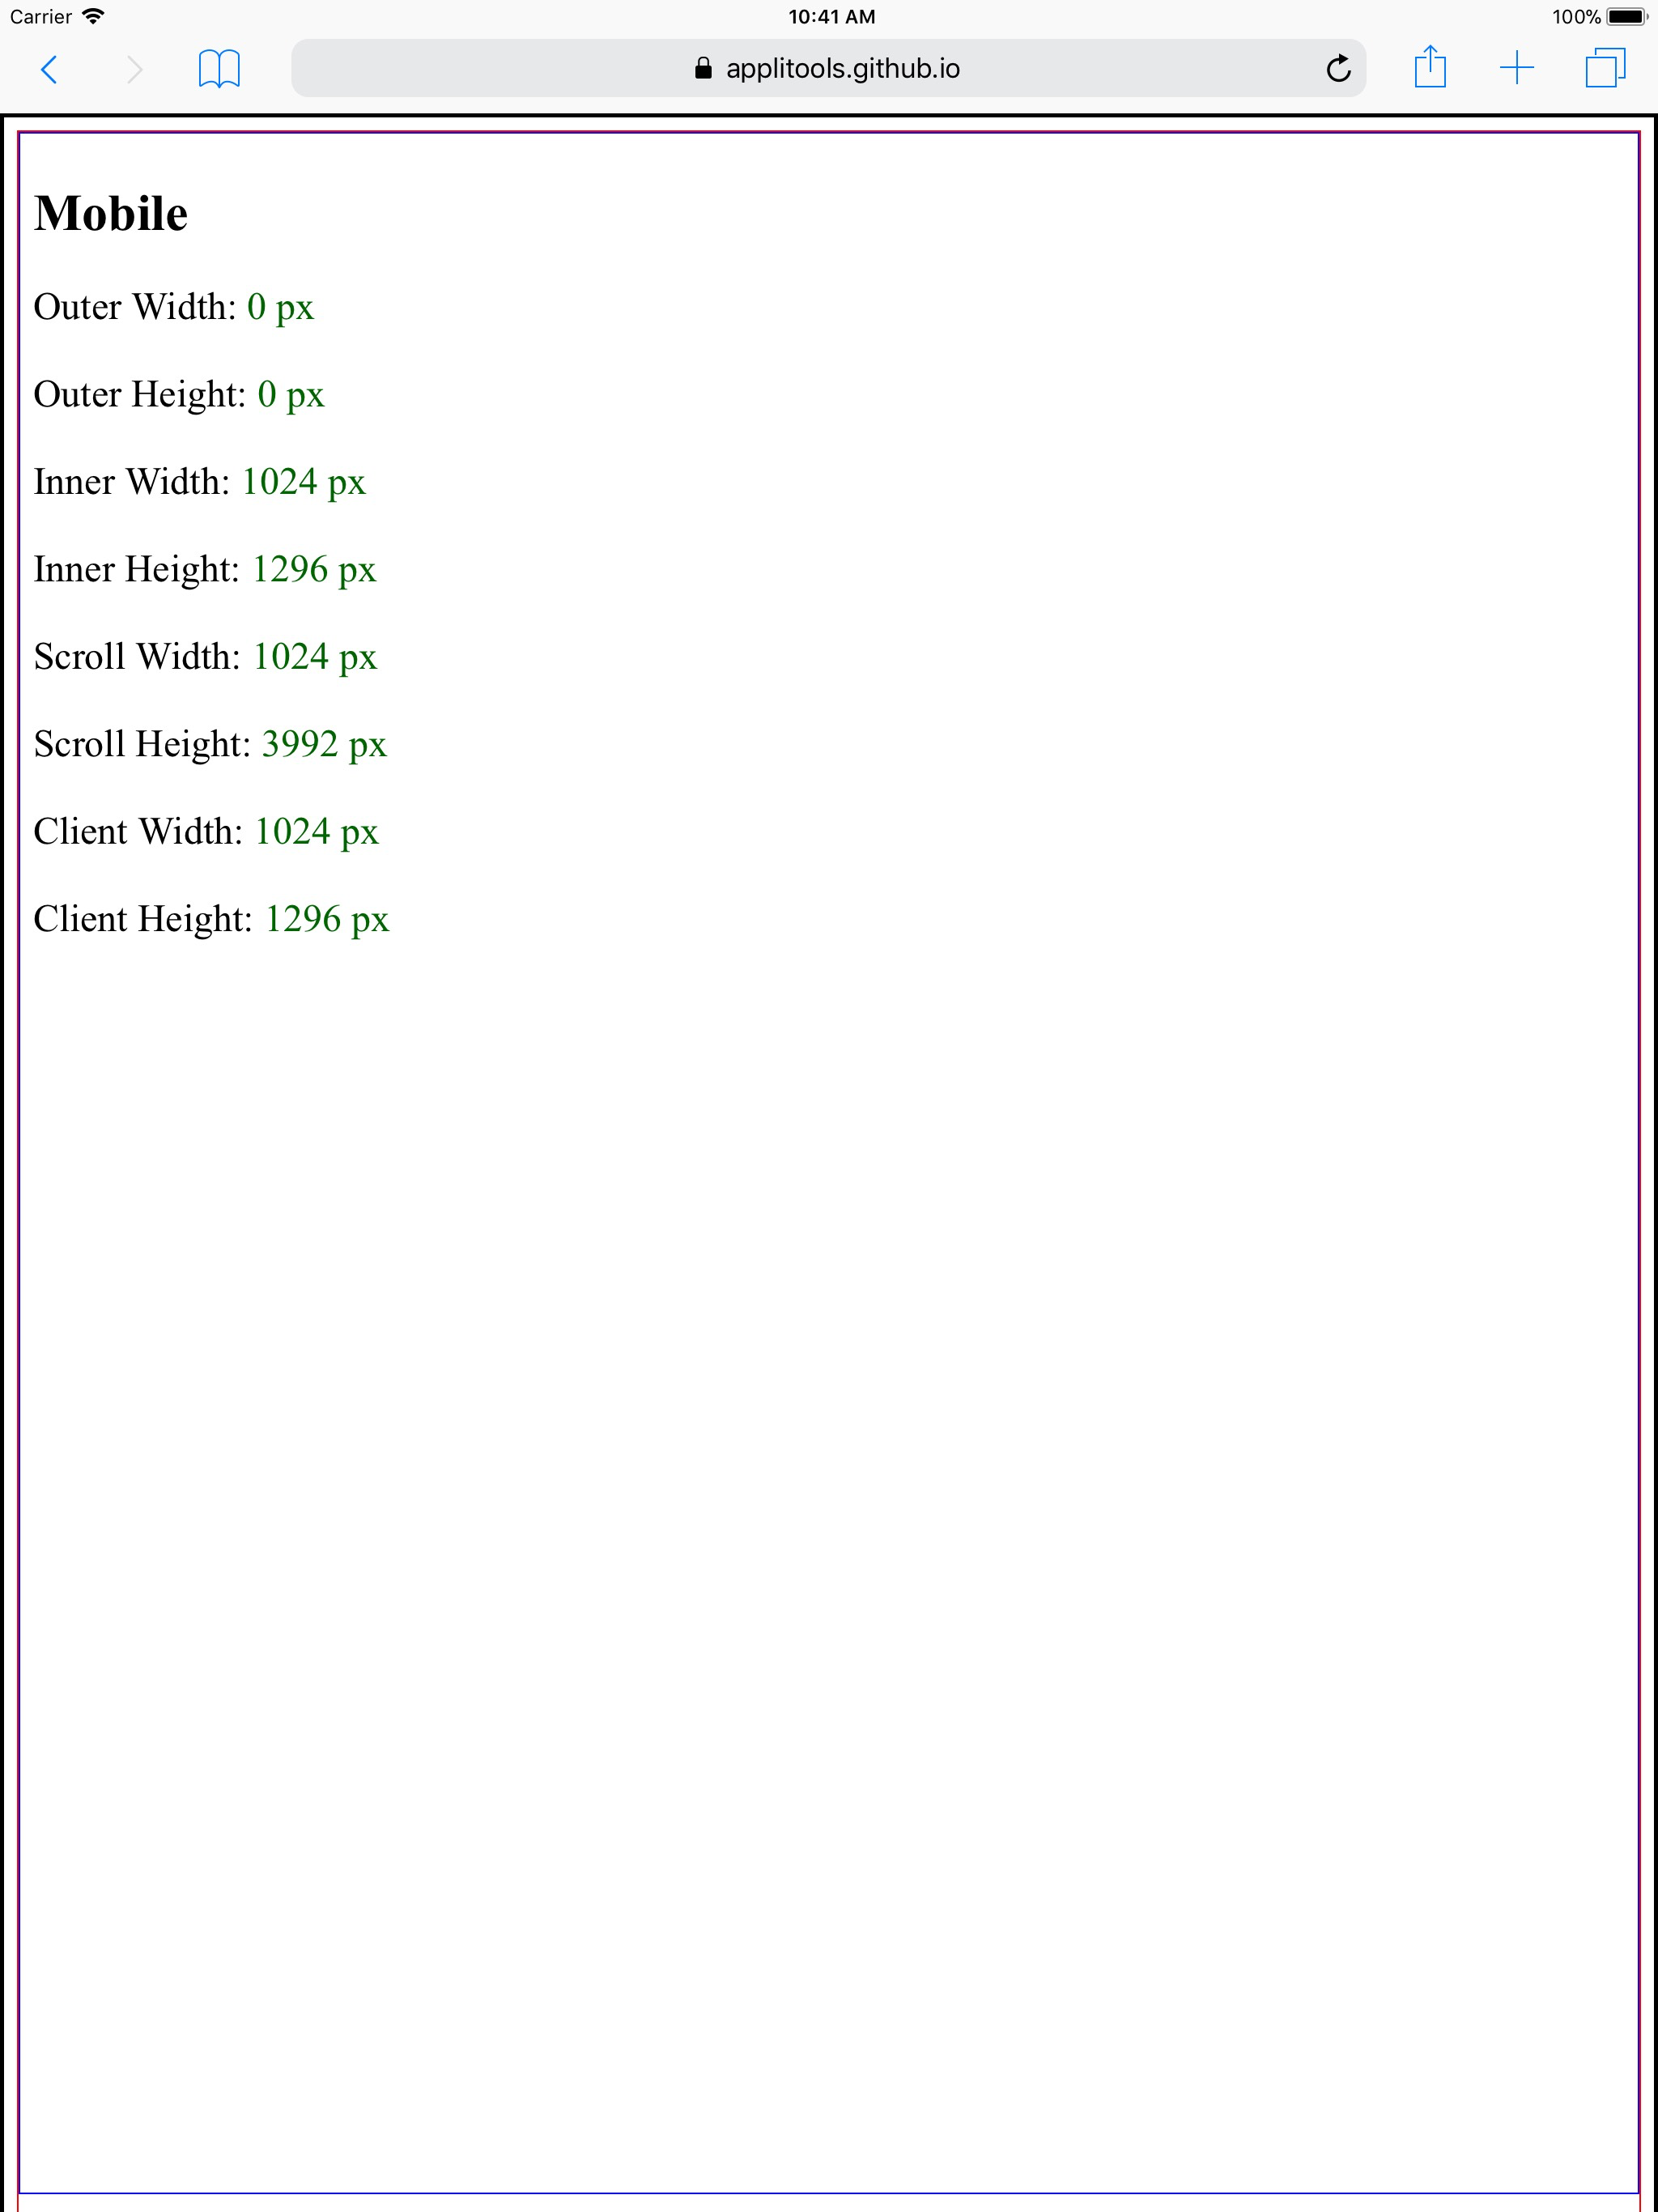 Carrier 10:41 AM 100%
applitools.github.io
Mobile
Outer Width: 0 px
Outer Height: 0 px
Inner Width: 1024 px
Inner Height: 1296 px
Scroll Width: 1024 px
Scroll Height: 3992 px
Client Width: 1024 px
Client Height: 1296 px